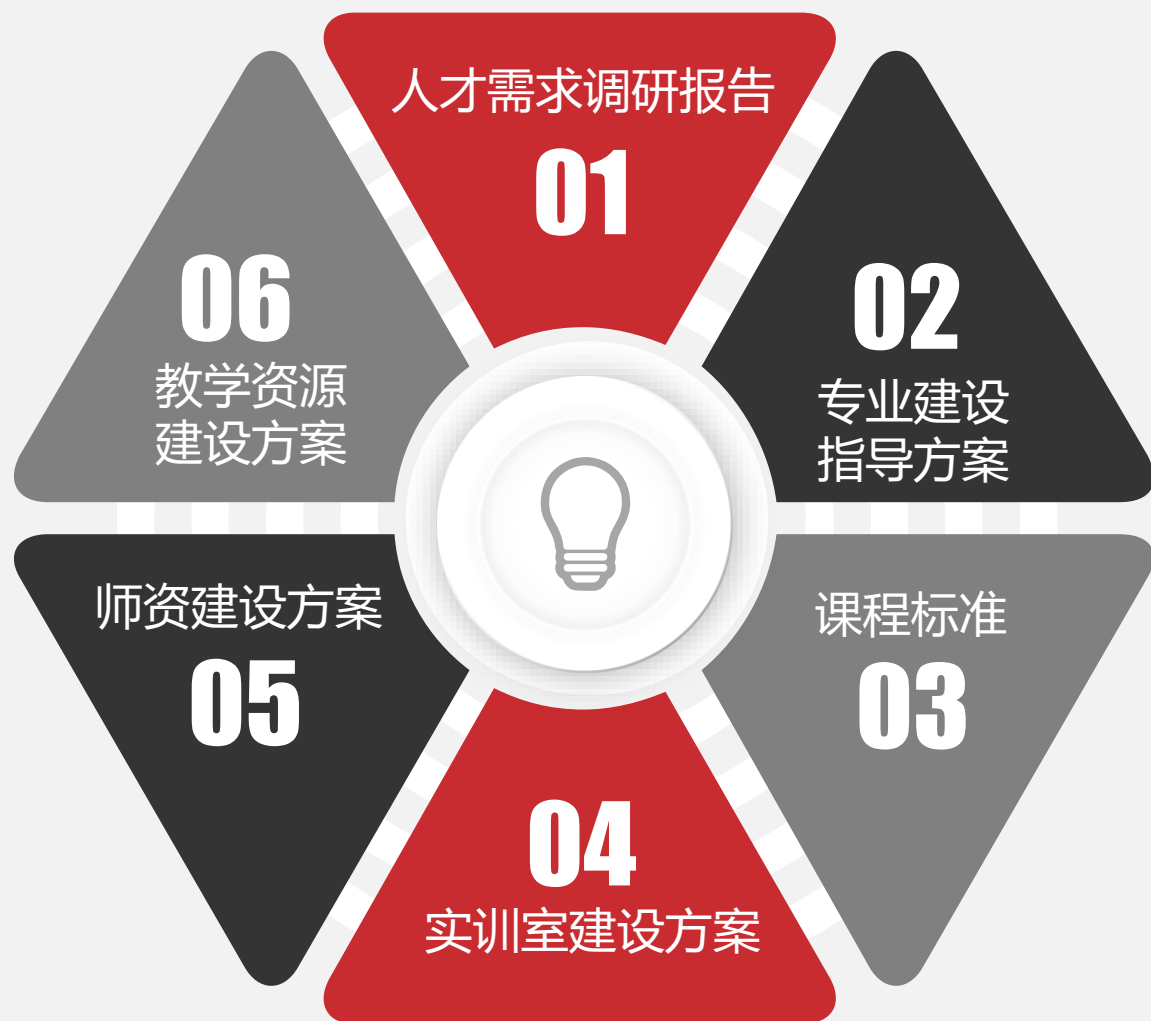 人才需求调研报告
01
02
专业建设
指导方案
课程标准
03
04
实训室建设方案
师资建设方案
05
06
教学资源
建设方案